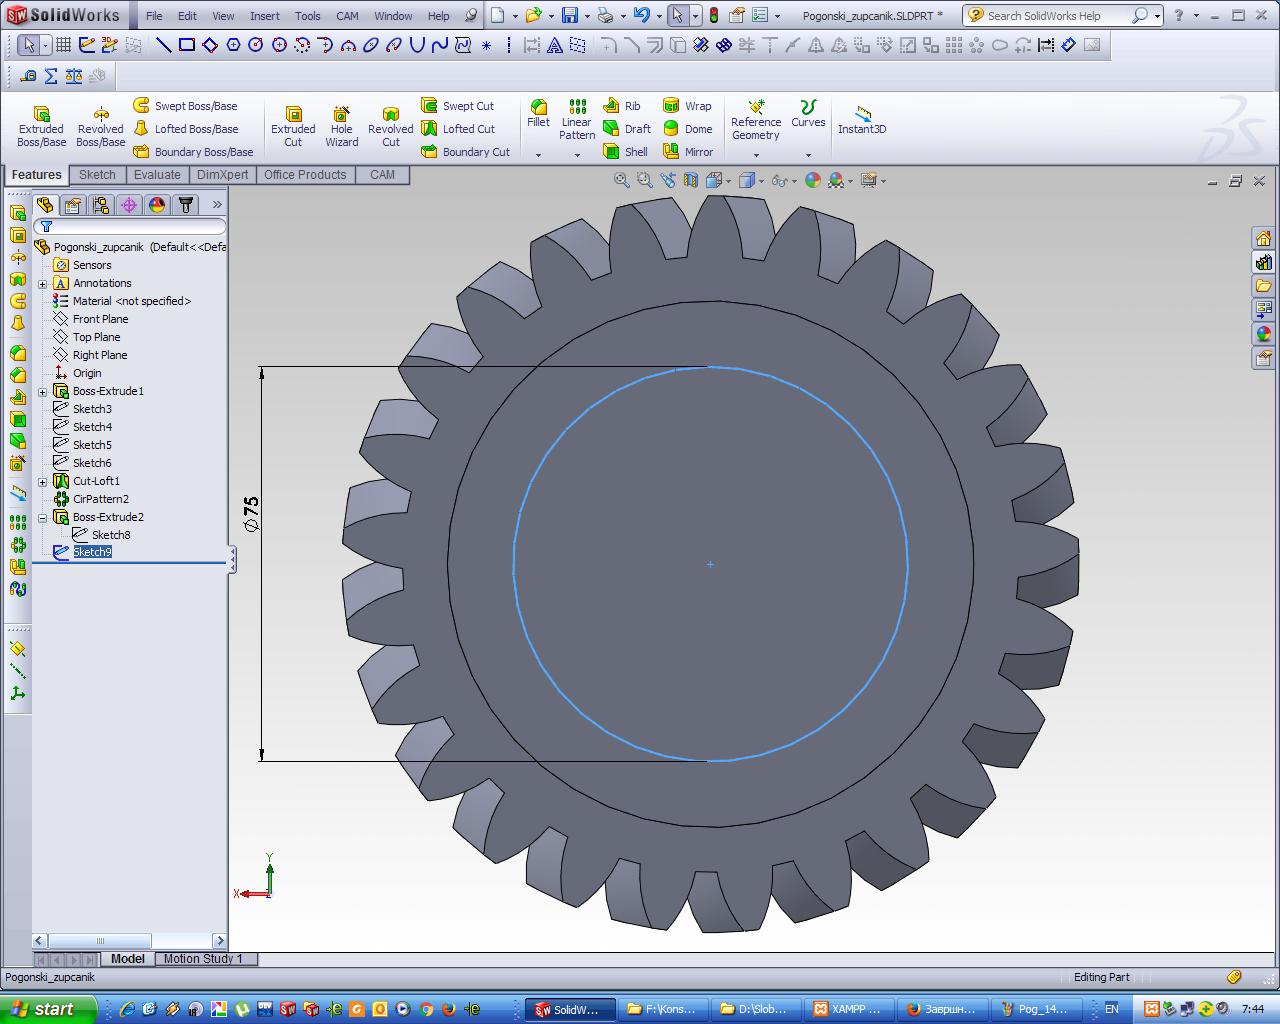 SolidWorks File Edit View Insert Tools CAM Window Help Pogonski_zupcanik.SLDPRT * Search SolidWorks Help
Extruded Boss/Base
Revolved Boss/Base
Swept Boss/Base
Lofted Boss/Base
Boundary Boss/Base
Extruded Cut
Hole Wizard
Revolved Cut
Swept Cut
Lofted Cut
Boundary Cut
Fillet
Linear Pattern
Rib
Draft
Shell
Wrap
Dome
Mirror
Reference Geometry
Curves
Instant3D
Features Sketch Evaluate DimXpert Office Products CAM
Pogonski_zupcanik (Default<<Defa
Sensors
Annotations
Material <not specified>
Front Plane
Top Plane
Right Plane
Origin
Boss-Extrude1
Sketch3
Sketch4
Sketch5
Sketch6
Cut-Loft1
CirPattern2
Boss-Extrude2
Sketch8
Sketch9
⌀75
Y
X
Model Motion Study 1
Pogonski_zupcanik Editing Part
start SolidW... F:\Kons... D:\Slob... XAMPP ... Завршн... Pog_14... EN 7:44